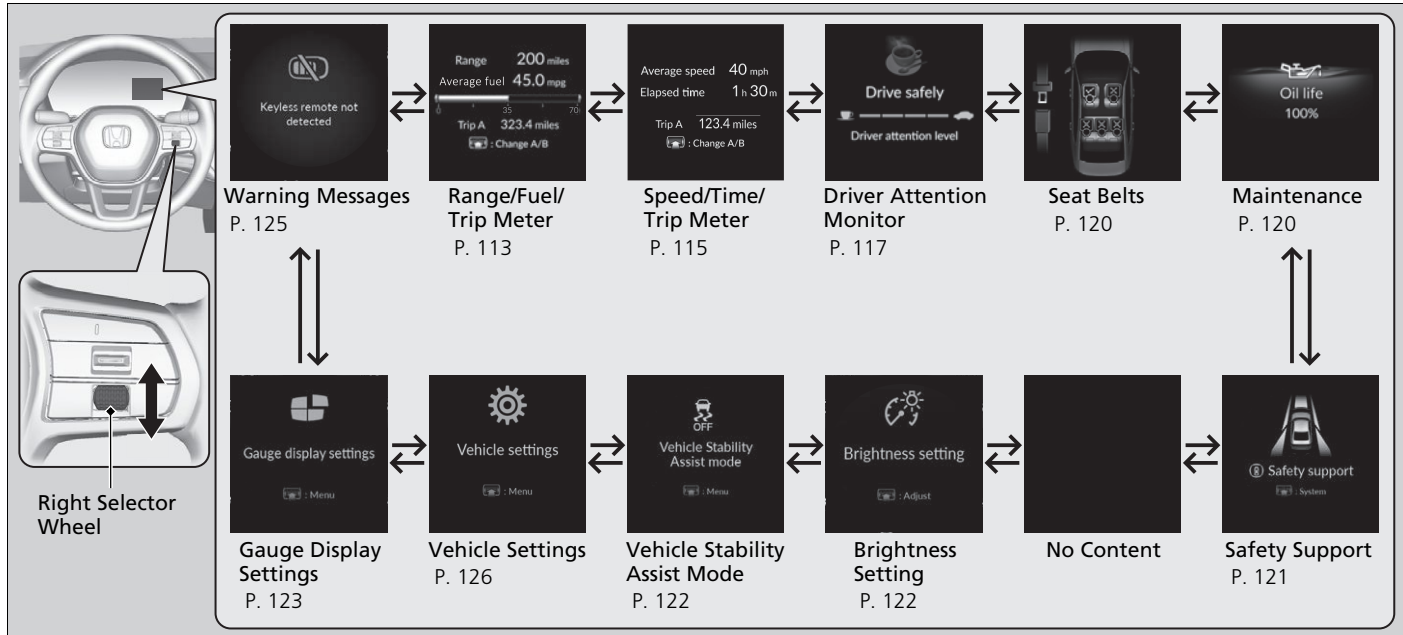 Keyless remote not
detected
Warning Messages
P. 125
Range 200 miles
Average fuel 45.0 mpg
0 35 70
Trip A 323.4 miles
: Change A/B
Range/Fuel/
Trip Meter
P. 113
Average speed 40 mph
Elapsed time 1 h 30 m
Trip A 123.4 miles
: Change A/B
Speed/Time/
Trip Meter
P. 115
Drive safely
Driver attention level
Driver Attention
Monitor
P. 117
Seat Belts
P. 120
Oil life
100%
Maintenance
P. 120
Right Selector
Wheel
Gauge display settings
: Menu
Gauge Display
Settings
P. 123
Vehicle settings
: Menu
Vehicle Settings
P. 126
OFF
Vehicle Stability
Assist mode
: Menu
Vehicle Stability
Assist Mode
P. 122
Brightness setting
: Adjust
Brightness
Setting
P. 122
No Content
Safety support
: System
Safety Support
P. 121